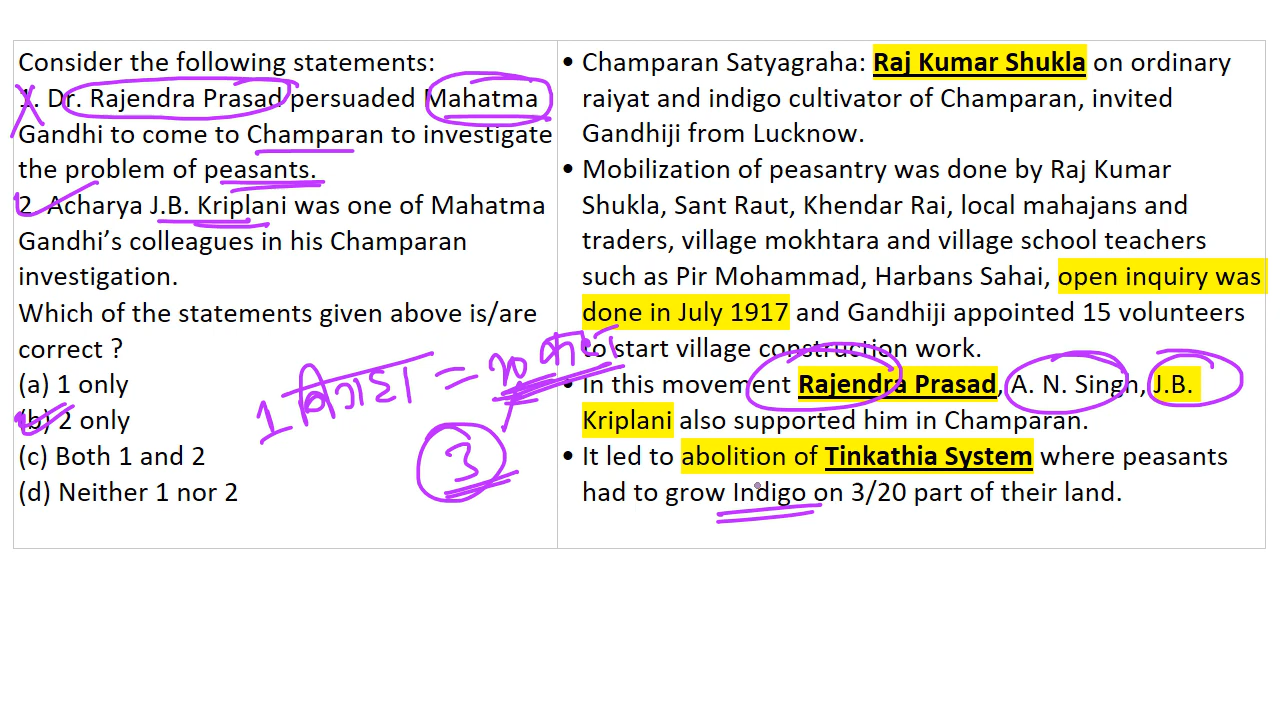 Consider the following statements:
1. Dr. Rajendra Prasad persuaded Mahatma
Gandhi to come to Champaran to investigate
the problem of peasants.
2. Acharya J.B. Kriplani was one of Mahatma
Gandhi’s colleagues in his Champaran
investigation.
Which of the statements given above is/are
correct ?
(a) 1 only
(b) 2 only
(c) Both 1 and 2
(d) Neither 1 nor 2
1 बिगहा = २० कट्ठा
3
• Champaran Satyagraha: Raj Kumar Shukla on ordinary
raiyat and indigo cultivator of Champaran, invited
Gandhiji from Lucknow.
• Mobilization of peasantry was done by Raj Kumar
Shukla, Sant Raut, Khendar Rai, local mahajans and
traders, village mokhtara and village school teachers
such as Pir Mohammad, Harbans Sahai, open inquiry was
done in July 1917 and Gandhiji appointed 15 volunteers
to start village construction work.
• In this movement Rajendra Prasad, A. N. Singh, J.B.
Kriplani also supported him in Champaran.
• It led to abolition of Tinkathia System where peasants
had to grow Indigo on 3/20 part of their land.